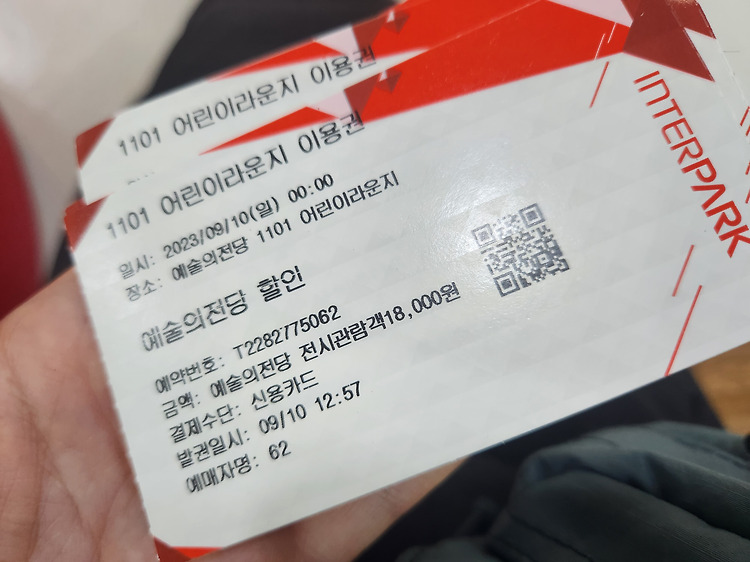 1101 어린이라운지 이용권
1101 어린이라운지 이용권
일시: 2023/09/10(일) 00:00
장소: 예술의전당 1101 어린이라운지
예술의전당 할인
예약번호: T2282775062
금액: 예술의전당 전시관람객18,000원
결제수단: 신용카드
발권일시: 09/10 12:57
예매자명: 62
INTERPARK